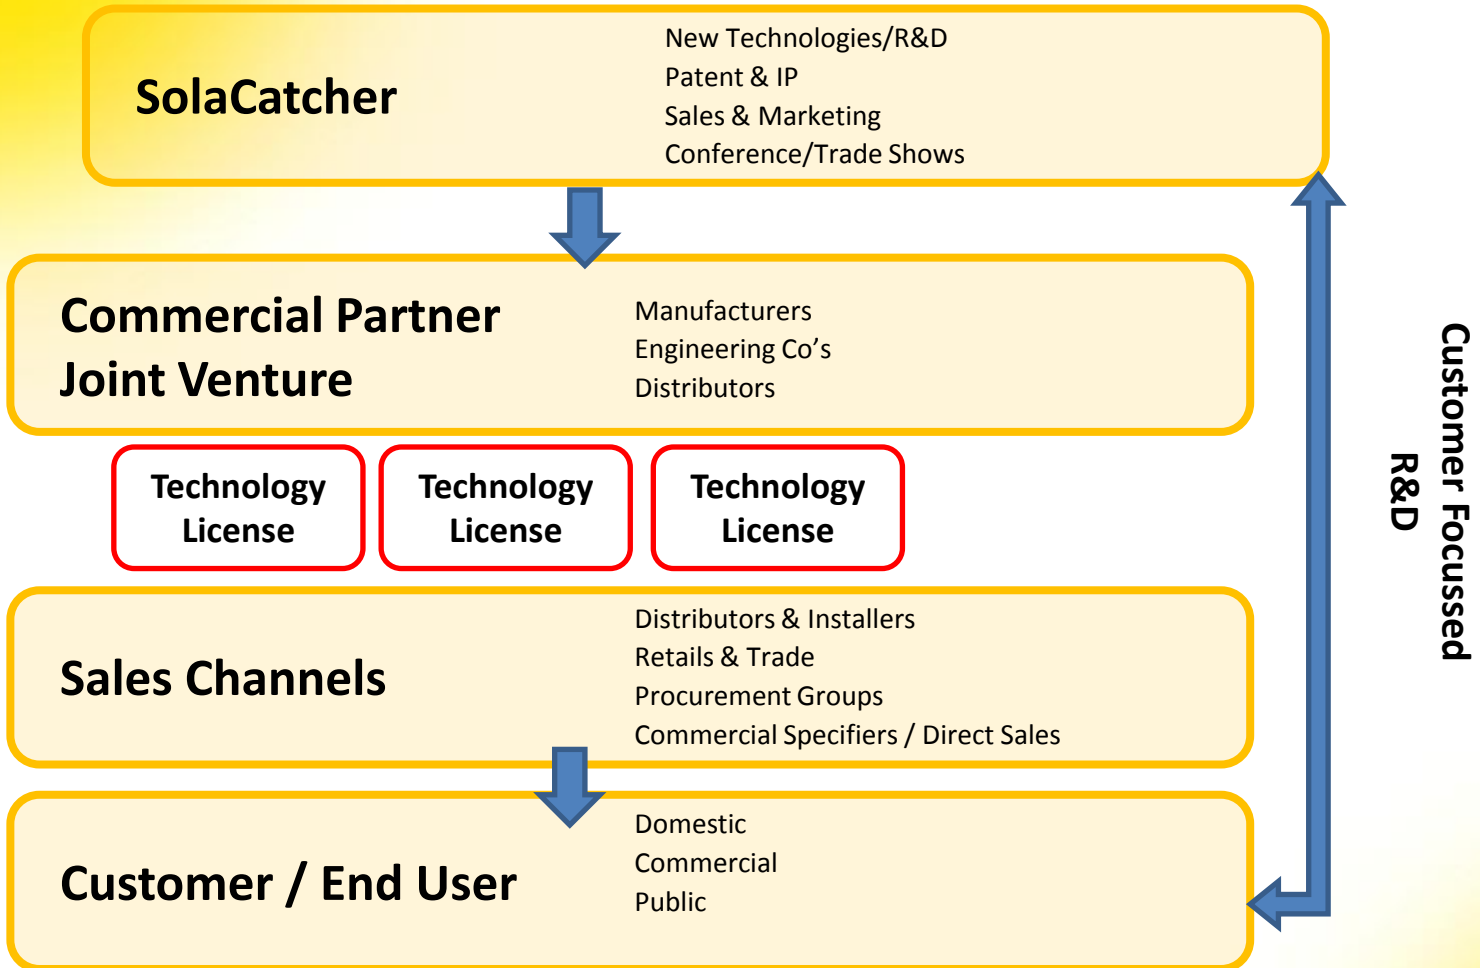 SolaCatcher
New Technologies/R&D
Patent & IP
Sales & Marketing
Conference/Trade Shows
Commercial Partner
Joint Venture
Manufacturers
Engineering Co's
Distributors
Technology
License
Technology
License
Technology
License
Sales Channels
Distributors & Installers
Retails & Trade
Procurement Groups
Commercial Specifiers / Direct Sales
Customer / End User
Domestic
Commercial
Public
Customer Focussed
R&D